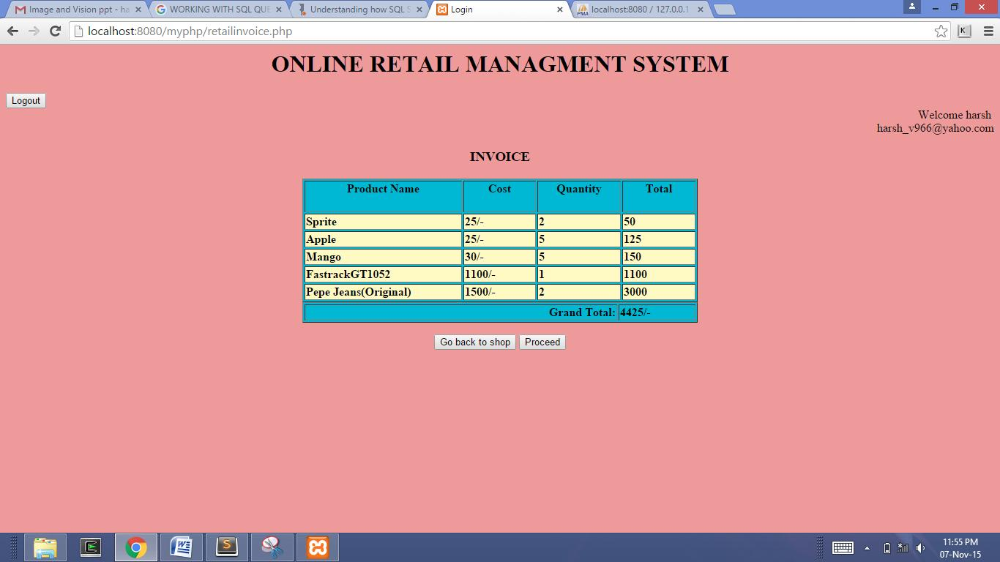 Image and Vision ppt - ha
WORKING WITH SQL QUE
Understanding how SQL S
Login
localhost:8080 / 127.0.0.1
localhost:8080/myphp/retailinvoice.php
ONLINE RETAIL MANAGMENT SYSTEM
Logout
Welcome harsh
harsh_v966@yahoo.com
INVOICE
Product Name Cost Quantity Total
Sprite 25/- 2 50
Apple 25/- 5 125
Mango 30/- 5 150
FastrackGT1052 1100/- 1 1100
Pepe Jeans(Original) 1500/- 2 3000
Grand Total: 4425/-
Go back to shop Proceed
11:55 PM
07-Nov-15